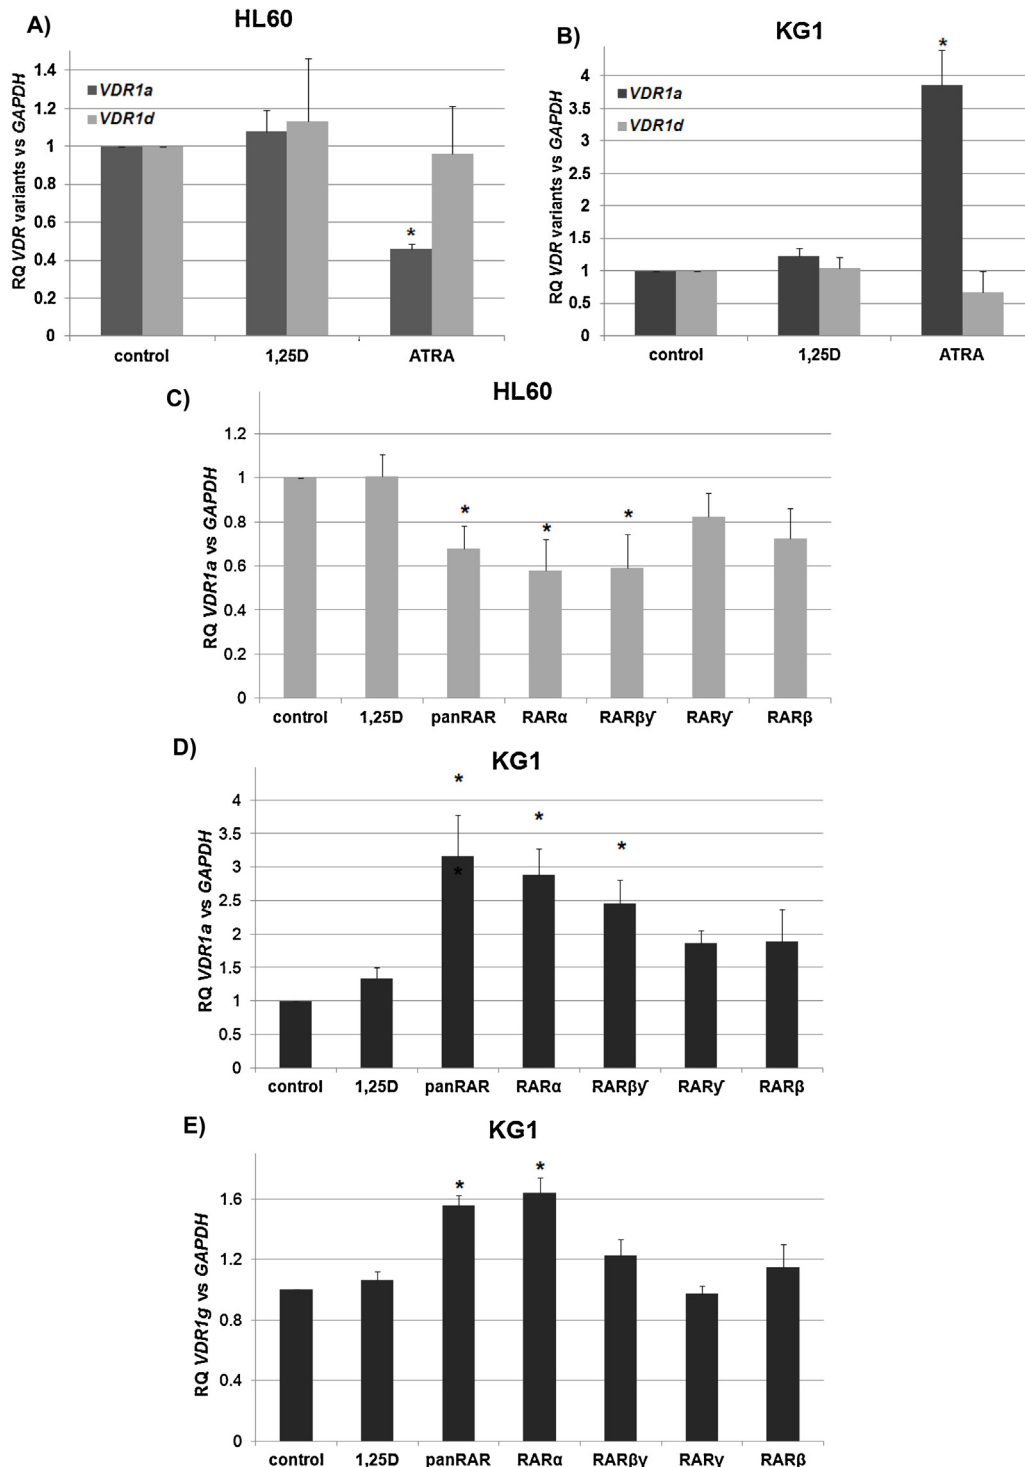 A)
HL60
RQ VDR variants vs GAPDH
1.4
1.2
1
0.8
0.6
0.4
0.2
0
VDR1a
VDR1d
*
control 1,25D ATRA
B)
KG1
RQ VDR variants vs GAPDH
4
3.5
3
2.5
2
1.5
1
0.5
0
VDR1a
VDR1d
*
control 1,25D ATRA
C)
HL60
RQ VDR1a vs GAPDH
1.2
1
0.8
0.6
0.4
0.2
0
* * *
control 1,25D panRAR RARα RARβγ RARγ RARβ
D)
KG1
RQ VDR1a vs GAPDH
4
3.5
3
2.5
2
1.5
1
0.5
0
* * *
*
control 1,25D panRAR RARα RARβγ RARγ RARβ
E)
KG1
RQ VDR1g vs GAPDH
1.6
1.2
0.8
0.4
0
* *
control 1,25D panRAR RARα RARβγ RARγ RARβ